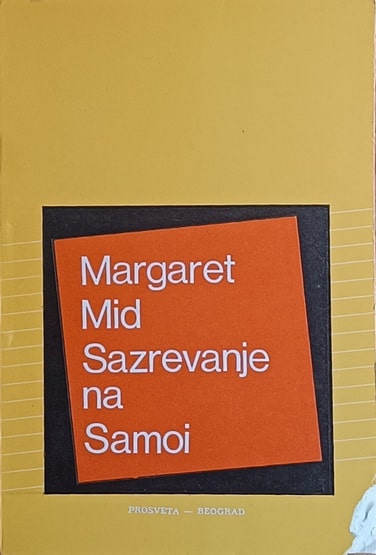 Margaret
Mid
Sazrevanje
na
Samoi
PROSVETA — BEOGRAD